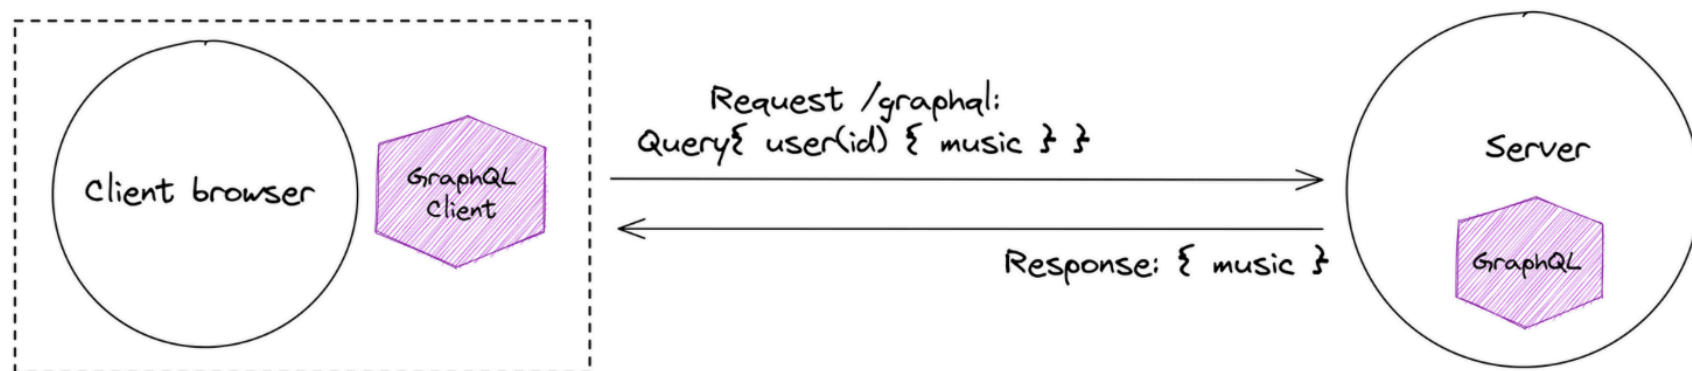 Client browser
GraphQL
Client
Request /graphql:
Query{ user(id) { music } }
Response: { music }
Server
GraphQL